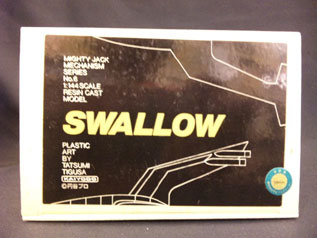 MIGHTY JACK
MECHANISM
SERIES
No.6
1:144 SCALE
RESIN CAST
MODEL
SWALLOW
PLASTIC
ART
BY
TATSUMI
TIGUSA
KAIYODO
©円谷プロ